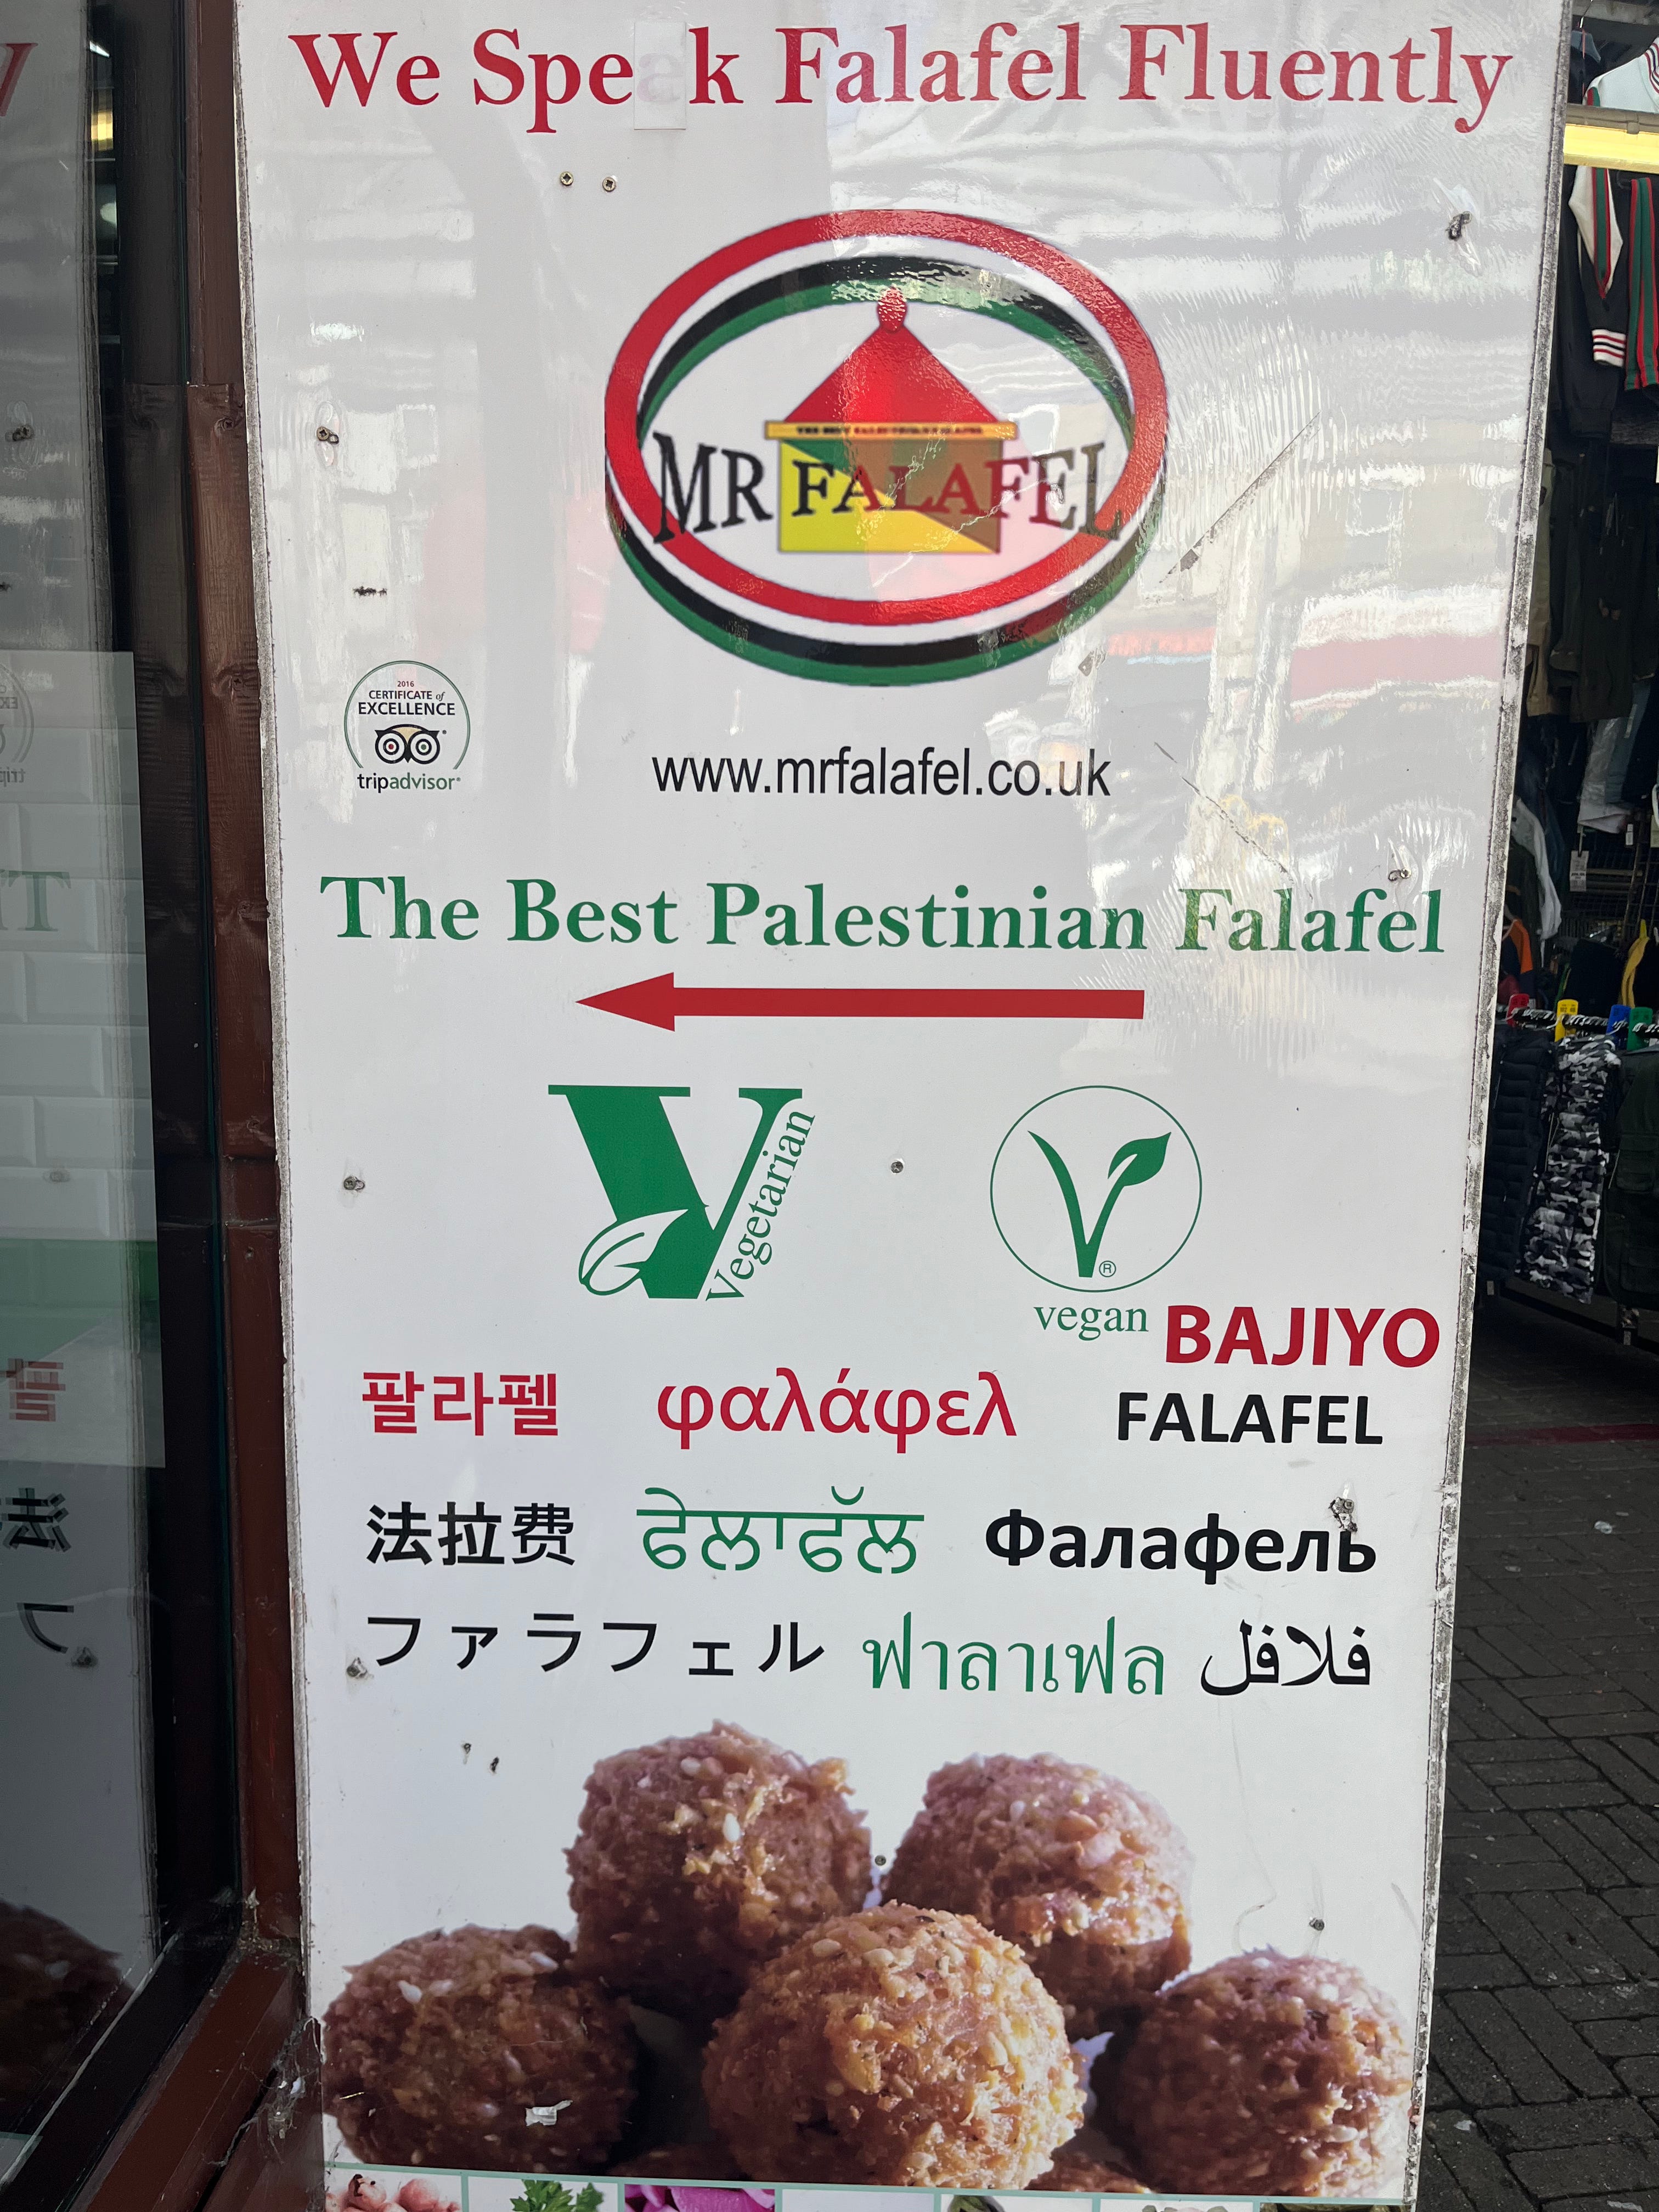 We Speak Falafel Fluently
MR FALAFEL
2016
CERTIFICATE of
EXCELLENCE
tripadvisor®
www.mrfalafel.co.uk
The Best Palestinian Falafel
V Vegetarian
®
vegan
BAJIYO
팔라펠 φαλάφελ FALAFEL
法拉费 ਫੇਲਾਫੱਲ Фалафель
ファラフェル ฟาลาเฟล فلافل